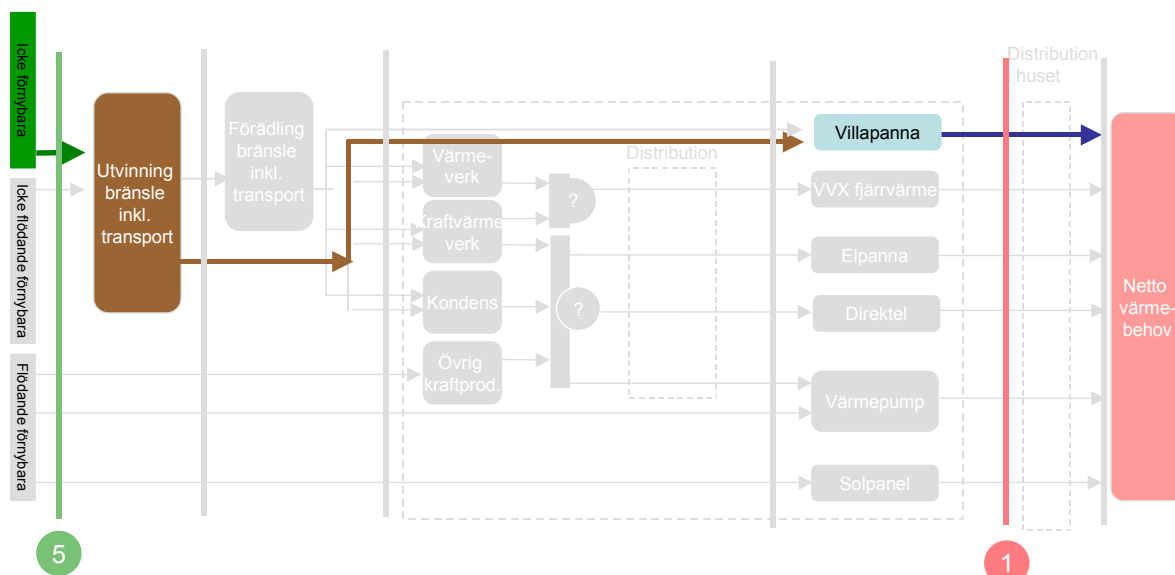 Icke förnybara
Icke flödande förnybara
Flödande förnybara
Utvinning
bränsle
inkl.
transport
Förädling
bränsle
inkl.
transport
Värme-
verk
Kraftvärme
verk
Kondens
Övrig
kraftprod.
?
?
Distribution
Villapanna
VVX fjärrvärme
Elpanna
Direktel
Värmepump
Solpanel
Distribution
i huset
Netto
värme-
behov
5
1